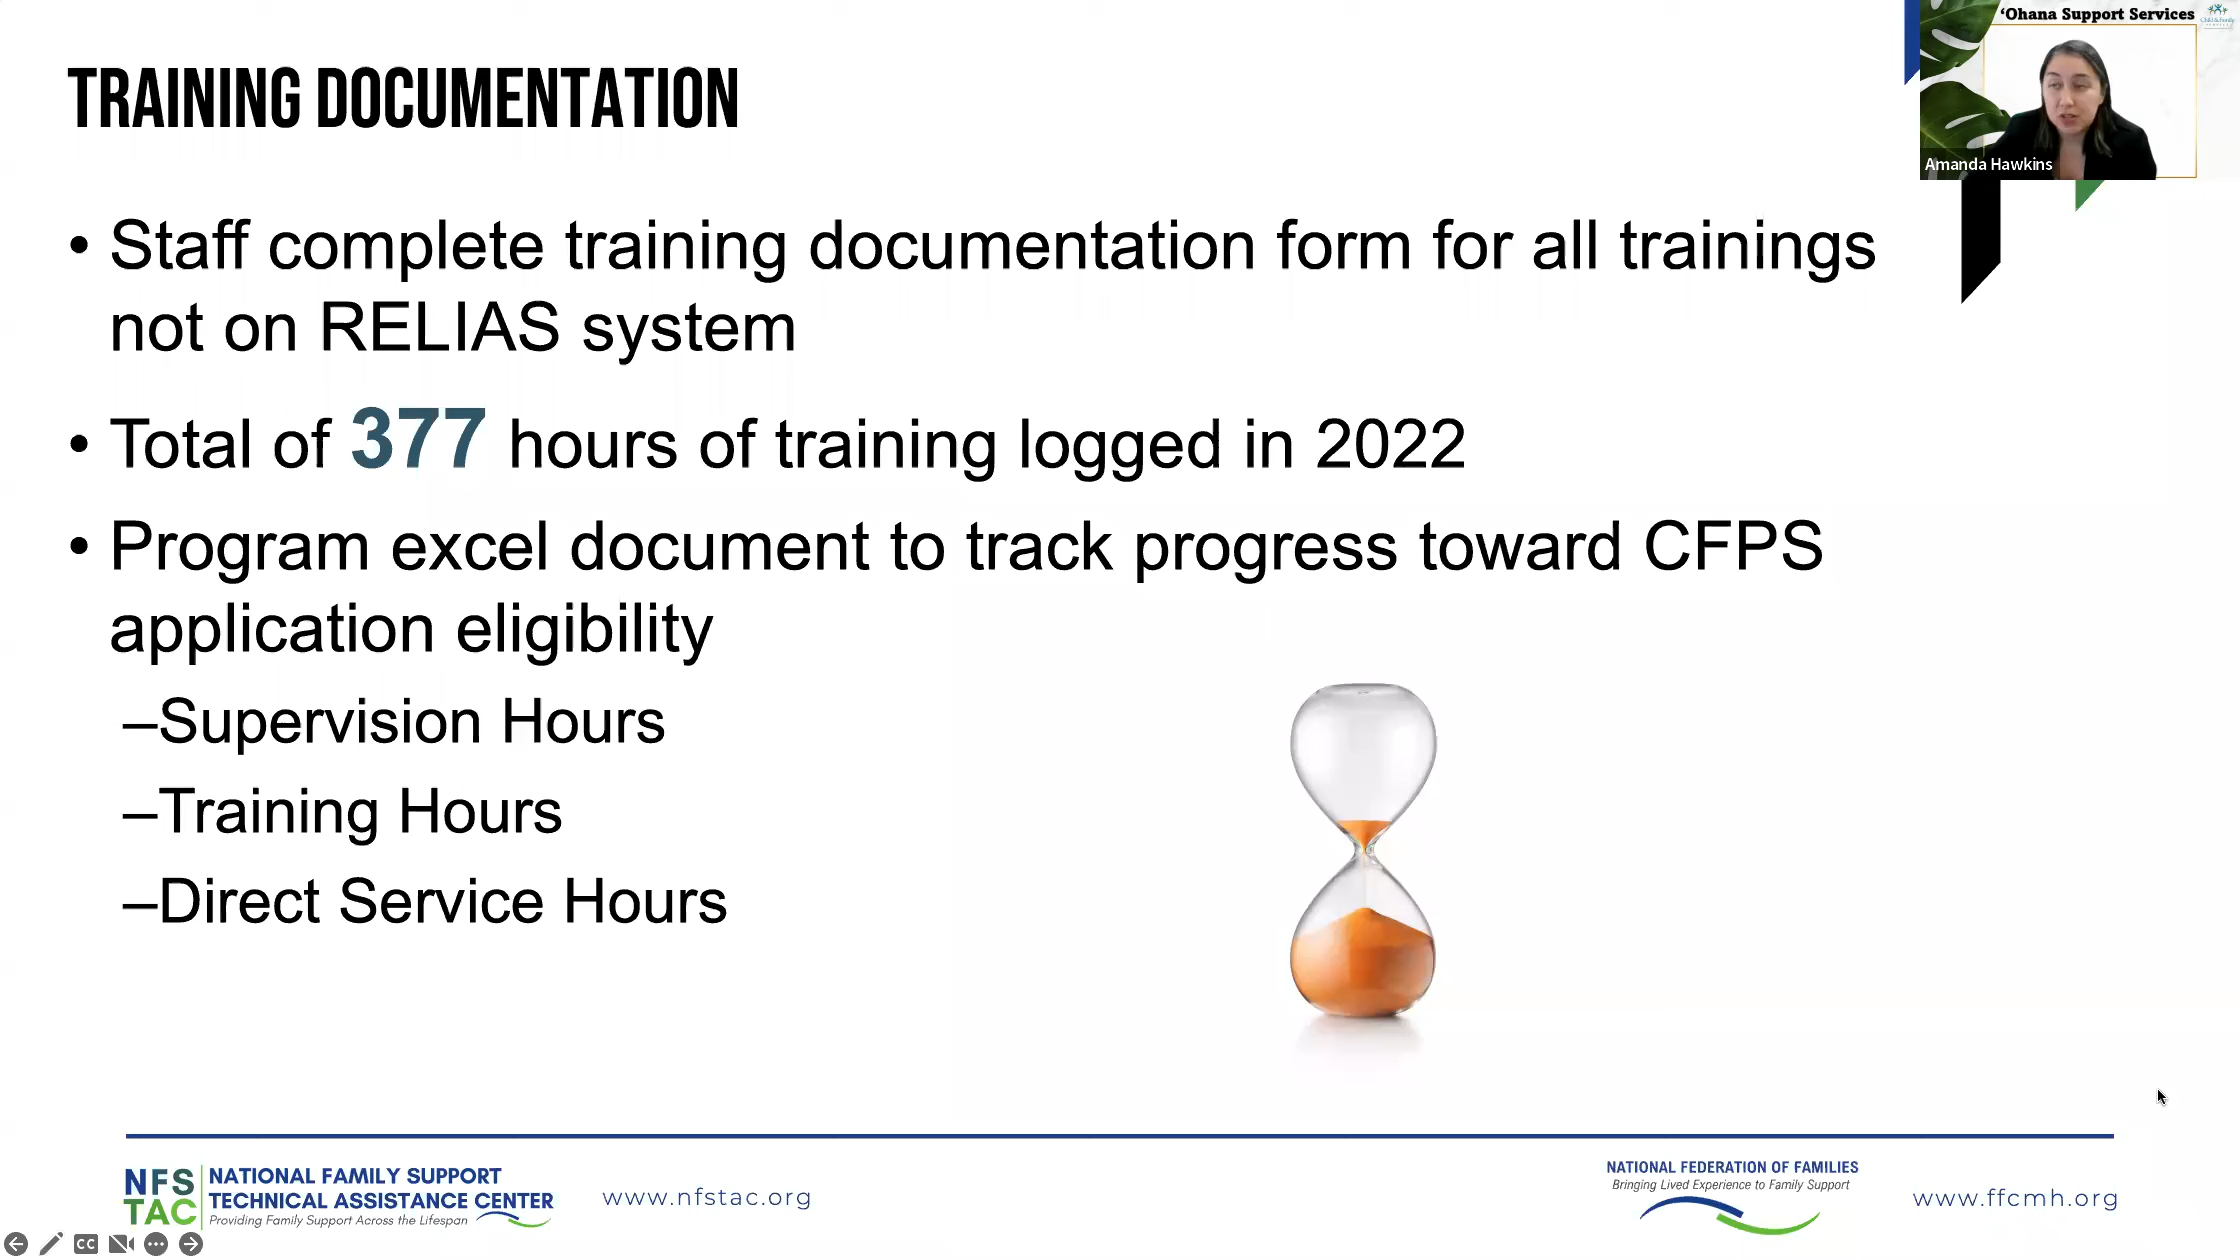 ‘Ohana Support Services
Amanda Hawkins
TRAINING DOCUMENTATION
• Staff complete training documentation form for all trainings
not on RELIAS system
• Total of 377 hours of training logged in 2022
• Program excel document to track progress toward CFPS
application eligibility
–Supervision Hours
–Training Hours
–Direct Service Hours
NFS
TAC
NATIONAL FAMILY SUPPORT
TECHNICAL ASSISTANCE CENTER
Providing Family Support Across the Lifespan
www.nfstac.org
NATIONAL FEDERATION OF FAMILIES
Bringing Lived Experience to Family Support
www.ffcmh.org
CC